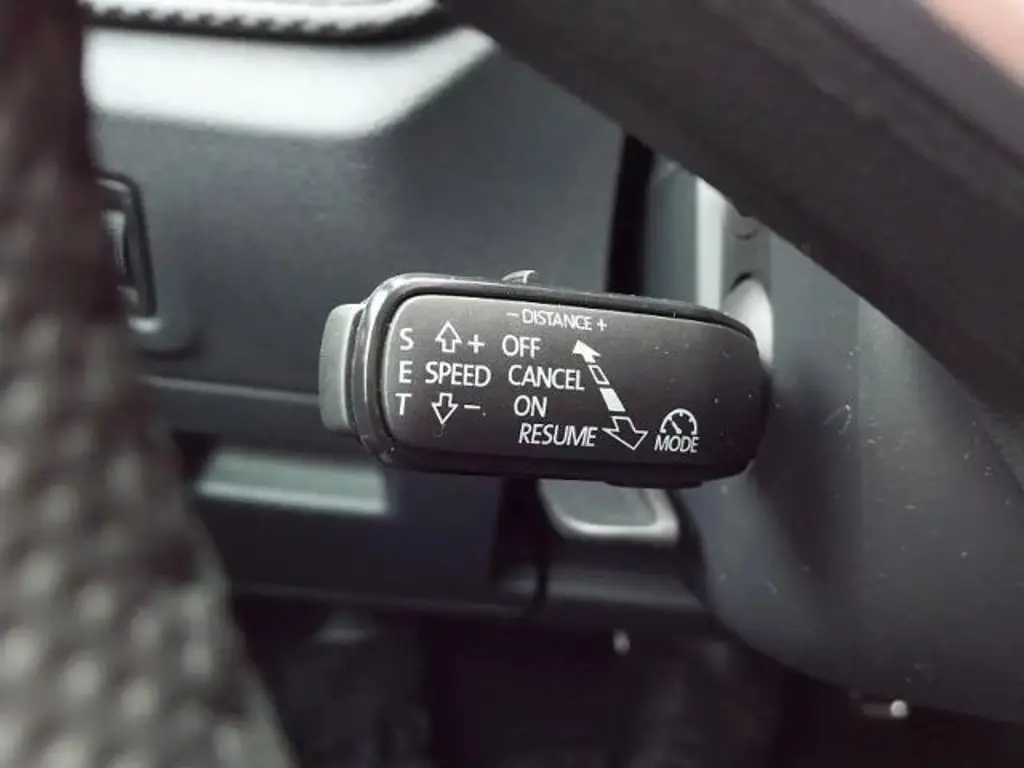 − DISTANCE +
S + OFF
E SPEED CANCEL
T − ON
RESUME MODE